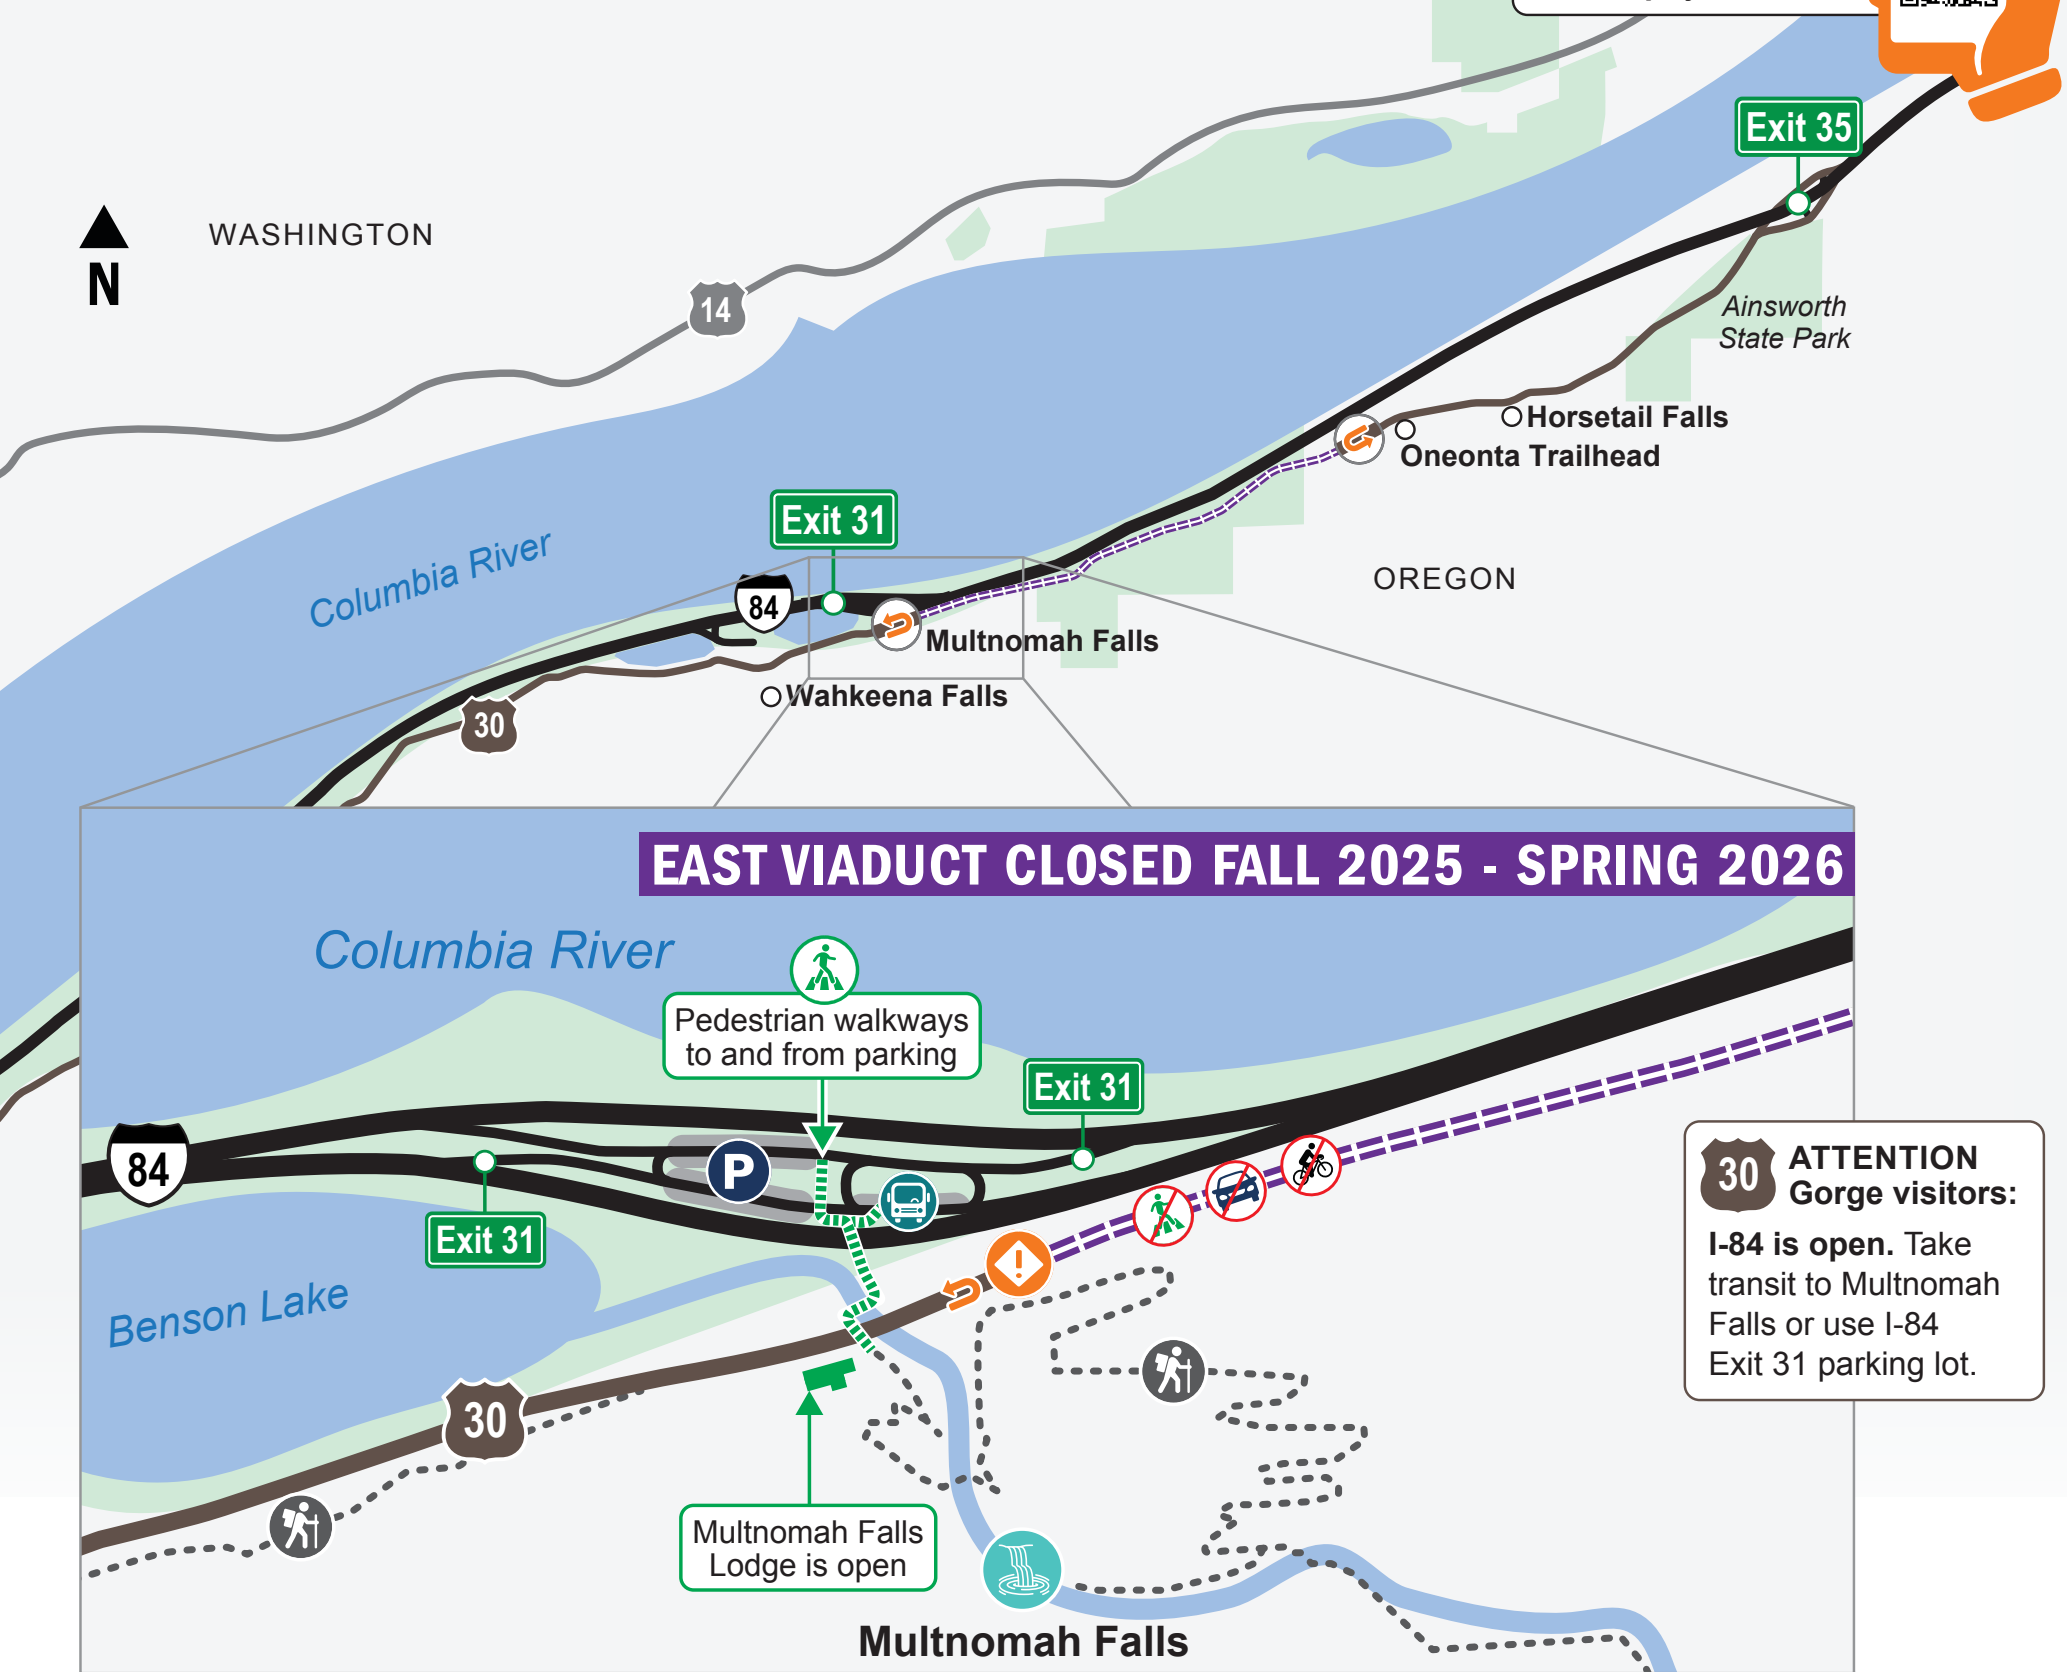 Exit 35
WASHINGTON
N
14
Ainsworth
State Park
Horsetail Falls
Oneonta Trailhead
Exit 31
Columbia River
OREGON
84
Multnomah Falls
Wahkeena Falls
30
EAST VIADUCT CLOSED FALL 2025 - SPRING 2026
Columbia River
Pedestrian walkways
to and from parking
Exit 31
84
P
Exit 31
Benson Lake
30
ATTENTION
Gorge visitors:
I-84 is open. Take
transit to Multnomah
Falls or use I-84
Exit 31 parking lot.
!
30
Multnomah Falls
Lodge is open
Multnomah Falls